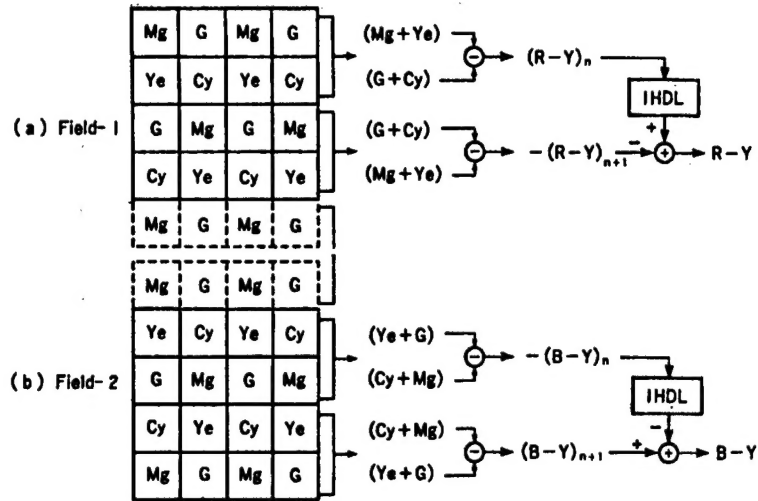 Mg G Mg G
Ye Cy Ye Cy
G Mg G Mg
Cy Ye Cy Ye
Mg G Mg G
(a) Field-1
(Mg+Ye)
(G+Cy)
(R-Y)n
1HDL
(G+Cy)
(Mg+Ye)
-(R-Y)n+1
+
-
R-Y
Mg G Mg G
Ye Cy Ye Cy
G Mg G Mg
Cy Ye Cy Ye
Mg G Mg G
(b) Field-2
(Ye+G)
(Cy+Mg)
-(B-Y)n
1HDL
(Cy+Mg)
(Ye+G)
(B-Y)n+1
-
+
B-Y